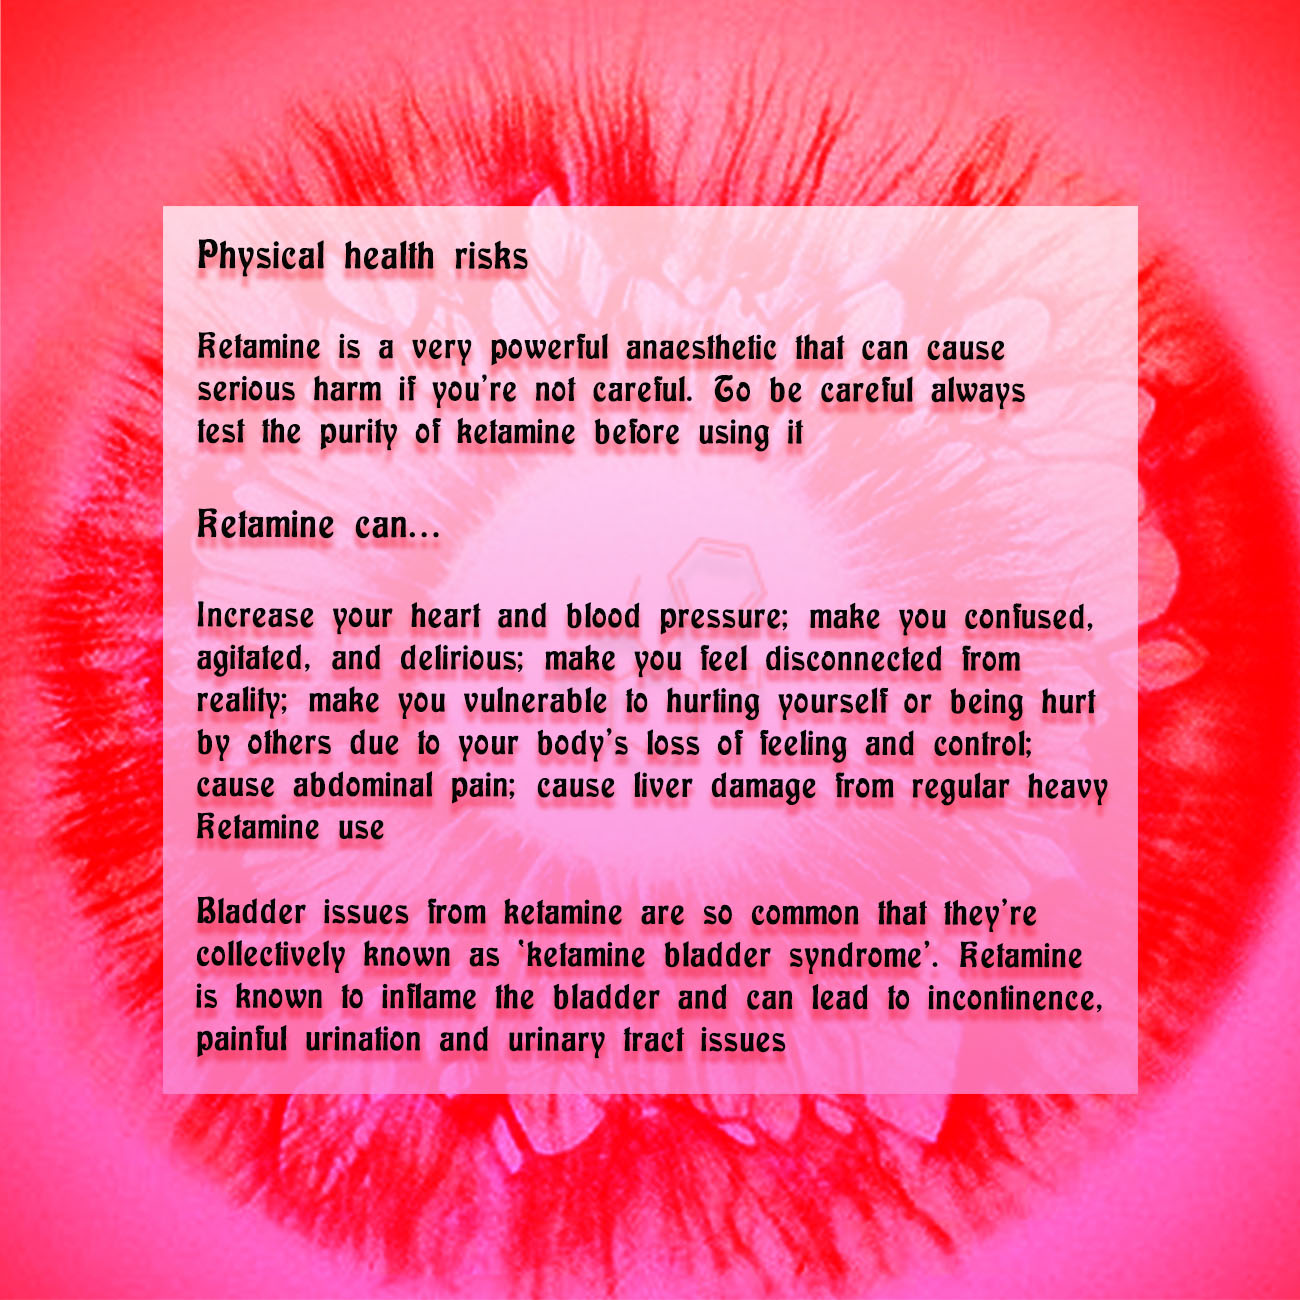 Physical health risks
Ketamine is a very powerful anaesthetic that can cause
serious harm if you're not careful. To be careful always
test the purity of ketamine before using it
Ketamine can...
Increase your heart and blood pressure; make you confused,
agitated, and delirious; make you feel disconnected from
reality; make you vulnerable to hurting yourself or being hurt
by others due to your body's loss of feeling and control;
cause abdominal pain; cause liver damage from regular heavy
Ketamine use
Bladder issues from ketamine are so common that they're
collectively known as 'ketamine bladder syndrome'. Ketamine
is known to inflame the bladder and can lead to incontinence,
painful urination and urinary tract issues